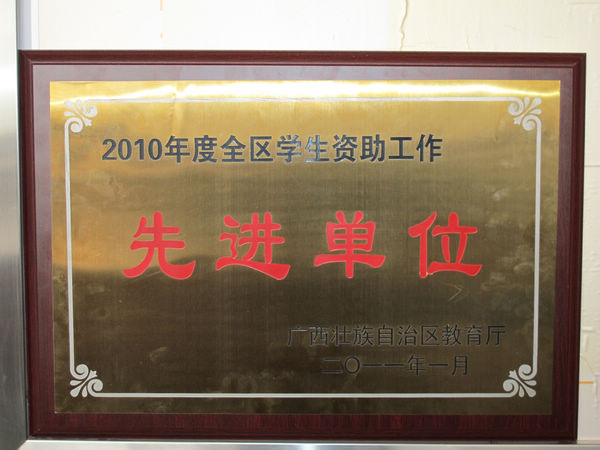 2010年度全区学生资助工作
先进单位
广西壮族自治区教育厅
二〇一一年一月